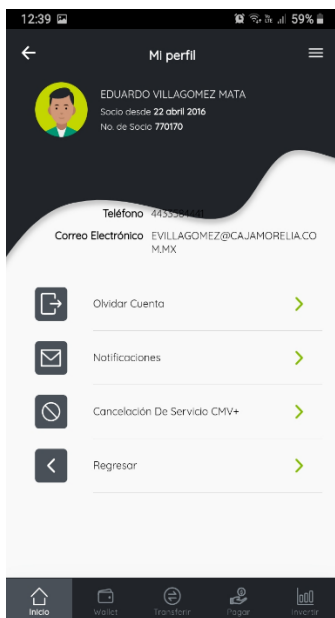 12:39 59%
Mi perfil
EDUARDO VILLAGOMEZ MATA
Socio desde 22 abril 2016
No. de Socio 770170
Teléfono
Correo Electrónico EVILLAGOMEZ@CAJAMORELIA.CO
M.MX
Olvidar Cuenta
Notificaciones
Cancelación De Servicio CMV+
Regresar
Inicio Wallet Transferir Pagar Invertir